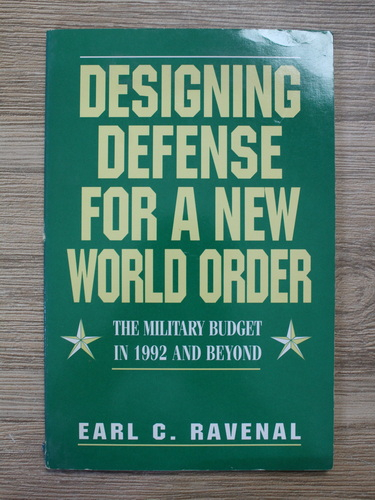 DESIGNING
DEFENSE
FOR A NEW
WORLD ORDER
THE MILITARY BUDGET
IN 1992 AND BEYOND
EARL C. RAVENAL